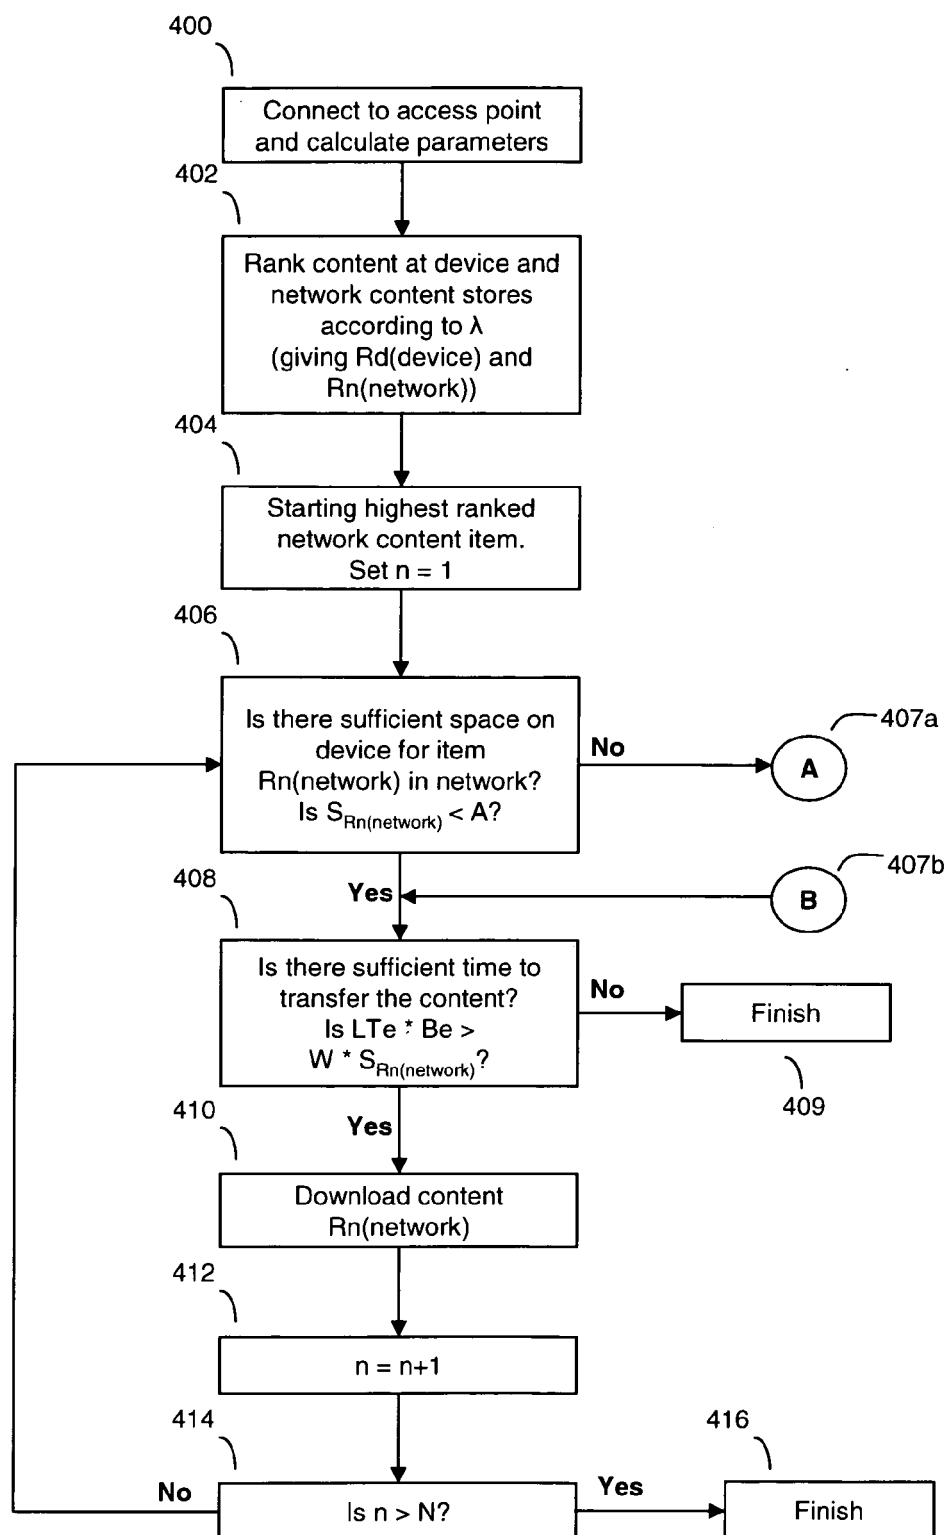 400
Connect to access point
and calculate parameters
402
Rank content at device and
network content stores
according to λ
(giving Rd(device) and
Rn(network))
404
Starting highest ranked
network content item.
Set n = 1
406
Is there sufficient space on
device for item
Rn(network) in network?
Is S_Rn(network) < A?
No
A
407a
Yes
B
407b
408
Is there sufficient time to
transfer the content?
Is LTe * Be >
W * S_Rn(network)?
No
Finish
409
Yes
410
Download content
Rn(network)
412
n = n+1
414
Is n > N?
No
Yes
416
Finish